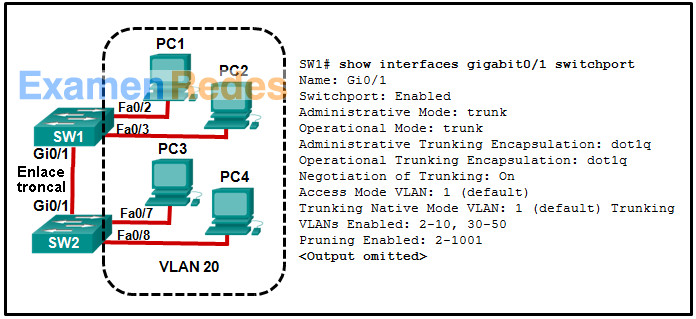 PC1
PC2
ExamenRedes
Fa0/2
Fa0/3
SW1
Gi0/1
Enlace
troncal
Gi0/1
SW2
PC3
PC4
Fa0/7
Fa0/8
VLAN 20
SW1# show interfaces gigabit0/1 switchport
Name: Gi0/1
Switchport: Enabled
Administrative Mode: trunk
Operational Mode: trunk
Administrative Trunking Encapsulation: dot1q
Operational Trunking Encapsulation: dot1q
Negotiation of Trunking: On
Access Mode VLAN: 1 (default)
Trunking Native Mode VLAN: 1 (default) Trunking
VLANs Enabled: 2-10, 30-50
Pruning Enabled: 2-1001
<Output omitted>